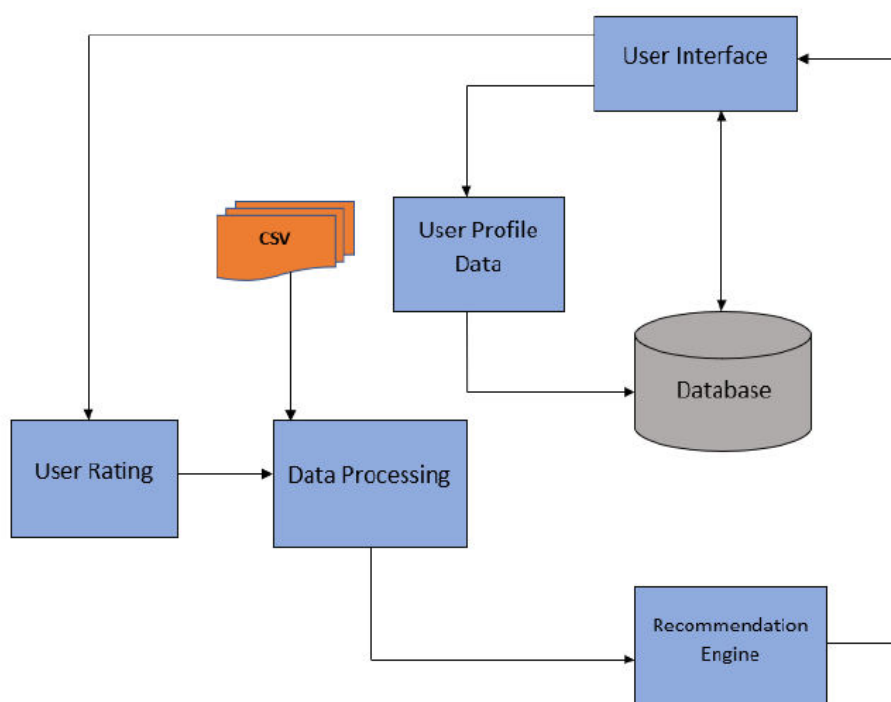 User Interface
CSV
User Profile
Data
Database
User Rating
Data Processing
Recommendation
Engine